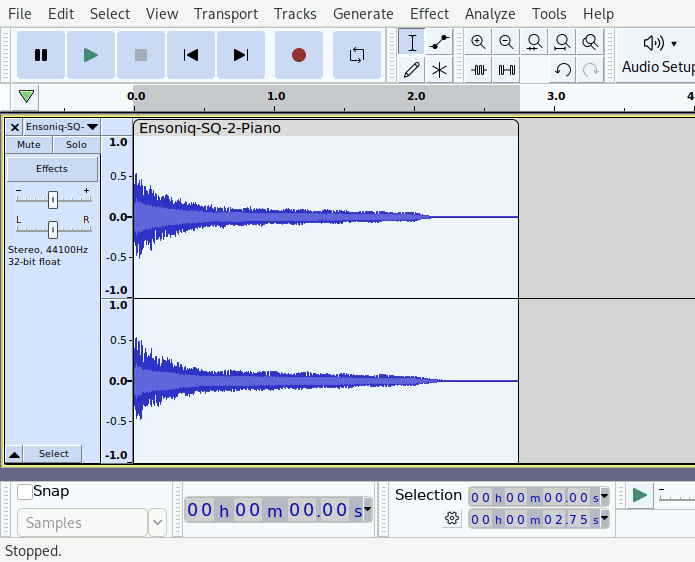 File Edit Select View Transport Tracks Generate Effect Analyze Tools Help
Audio Setup
0.0 1.0 2.0 3.0 4
Ensoniq-SQ- Ensoniq-SQ-2-Piano
Mute Solo
Effects
- +
L R
Stereo, 44100Hz
32-bit float
1.0
0.5
0.0
-0.5
-1.0
1.0
0.5
0.0
-0.5
-1.0
Select
Snap
Samples
00 h 00 m 00.00 s
Selection
00 h 00 m 00.00 s
00 h 00 m 02.75 s
Stopped.